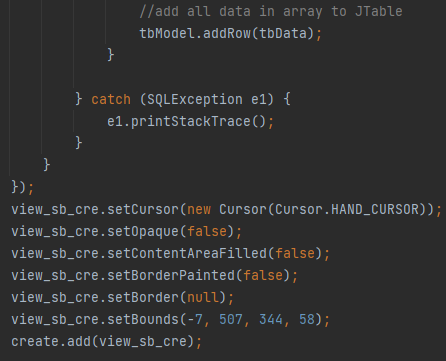 //add all data in array to JTable
tbModel.addRow(tbData);
}
} catch (SQLException e1) {
e1.printStackTrace();
}
}
});
view_sb_cre.setCursor(new Cursor(Cursor.HAND_CURSOR));
view_sb_cre.setOpaque(false);
view_sb_cre.setContentAreaFilled(false);
view_sb_cre.setBorderPainted(false);
view_sb_cre.setBorder(null);
view_sb_cre.setBounds(-7, 507, 344, 58);
create.add(view_sb_cre);